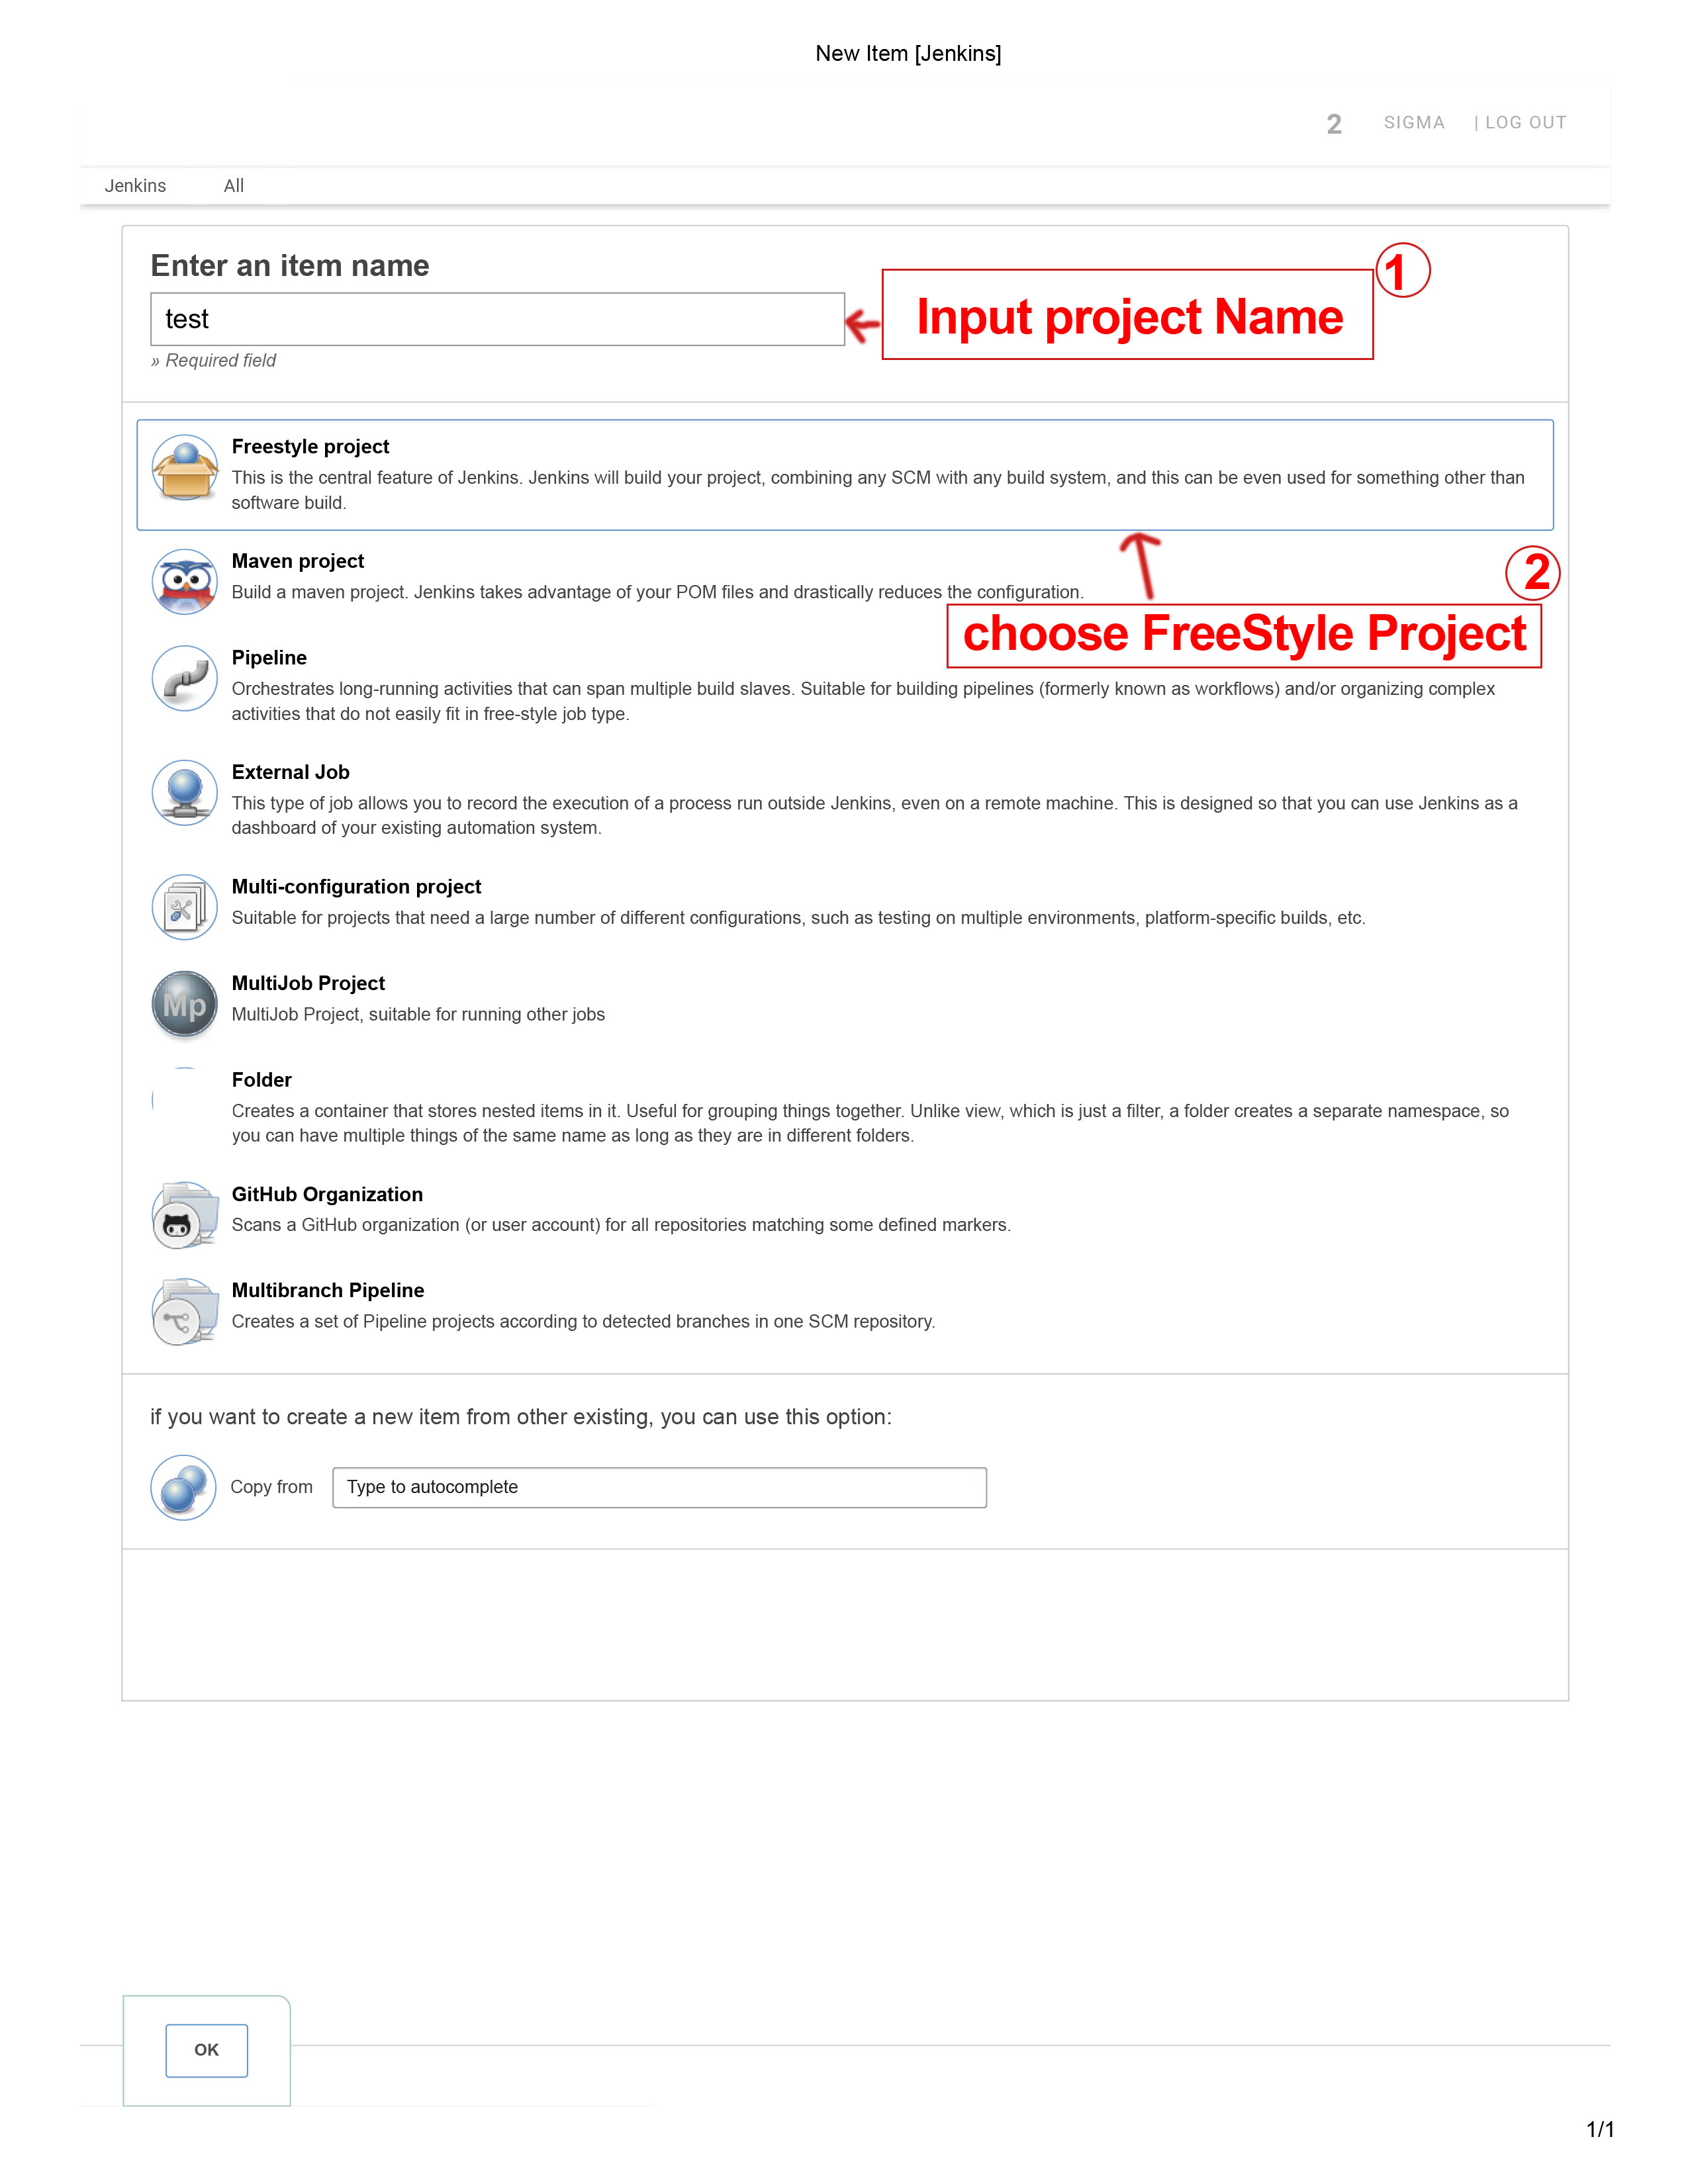 New Item [Jenkins]
2 SIGMA | LOG OUT
Jenkins All
Enter an item name
1
test
Input project Name
» Required field
Freestyle project
This is the central feature of Jenkins. Jenkins will build your project, combining any SCM with any build system, and this can be even used for something other than
software build.
Maven project
2
Build a maven project. Jenkins takes advantage of your POM files and drastically reduces the configuration.
choose FreeStyle Project
Pipeline
Orchestrates long-running activities that can span multiple build slaves. Suitable for building pipelines (formerly known as workflows) and/or organizing complex
activities that do not easily fit in free-style job type.
External Job
This type of job allows you to record the execution of a process run outside Jenkins, even on a remote machine. This is designed so that you can use Jenkins as a
dashboard of your existing automation system.
Multi-configuration project
Suitable for projects that need a large number of different configurations, such as testing on multiple environments, platform-specific builds, etc.
MultiJob Project
Mp
MultiJob Project, suitable for running other jobs
Folder
Creates a container that stores nested items in it. Useful for grouping things together. Unlike view, which is just a filter, a folder creates a separate namespace, so
you can have multiple things of the same name as long as they are in different folders.
GitHub Organization
Scans a GitHub organization (or user account) for all repositories matching some defined markers.
Multibranch Pipeline
Creates a set of Pipeline projects according to detected branches in one SCM repository.
if you want to create a new item from other existing, you can use this option:
Copy from Type to autocomplete
OK
1/1